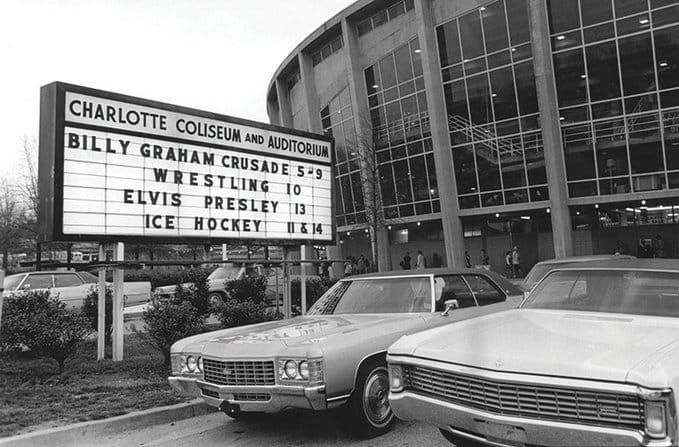 CHARLOTTE COLISEUM AND AUDITORIUM
BILLY GRAHAM CRUSADE 5-9
WRESTLING 10
ELVIS PRESLEY 13
ICE HOCKEY 11 & 14